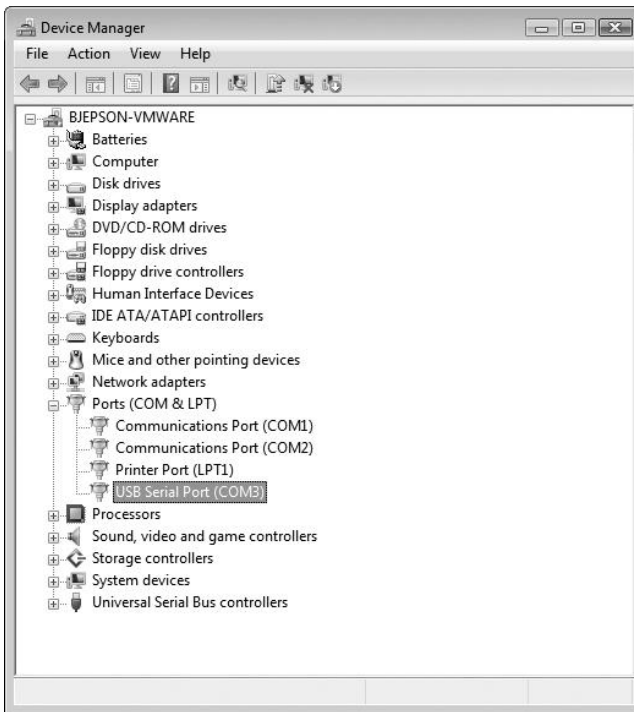 Device Manager
File Action View Help
BJEPSON-VMWARE
Batteries
Computer
Disk drives
Display adapters
DVD/CD-ROM drives
Floppy disk drives
Floppy drive controllers
Human Interface Devices
IDE ATA/ATAPI controllers
Keyboards
Mice and other pointing devices
Network adapters
Ports (COM & LPT)
Communications Port (COM1)
Communications Port (COM2)
Printer Port (LPT1)
USB Serial Port (COM3)
Processors
Sound, video and game controllers
Storage controllers
System devices
Universal Serial Bus controllers